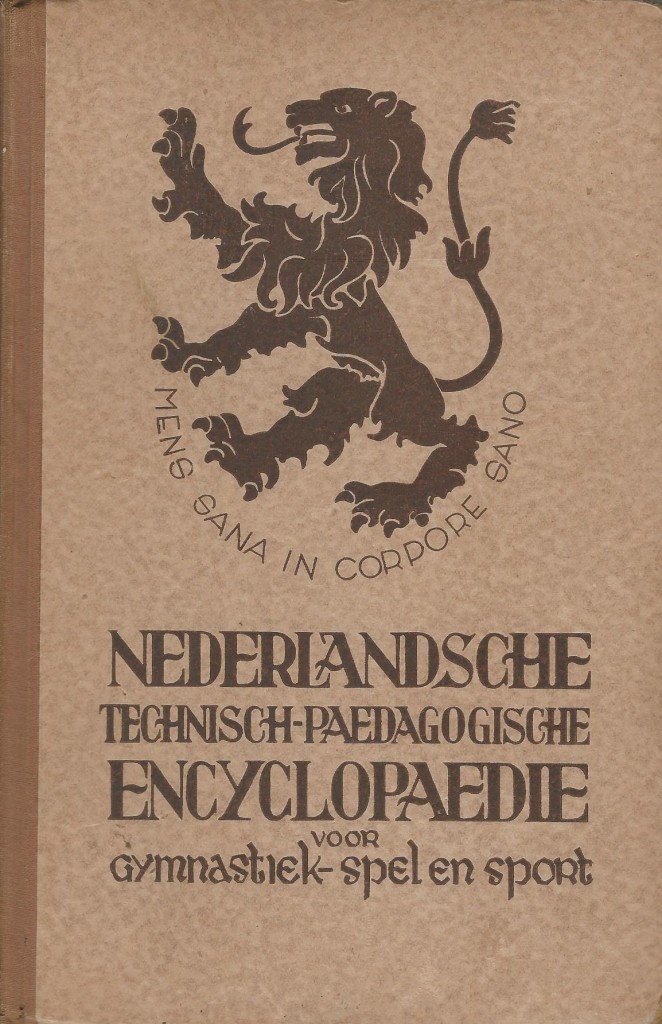 MENS SANA IN CORPORE SANO
NEDERLANDSCHE
TECHNISCH-PAEDAGOGISCHE
ENCYCLOPAEDIE
VOOR
GYMNASTIEK- SPEL EN SPORT